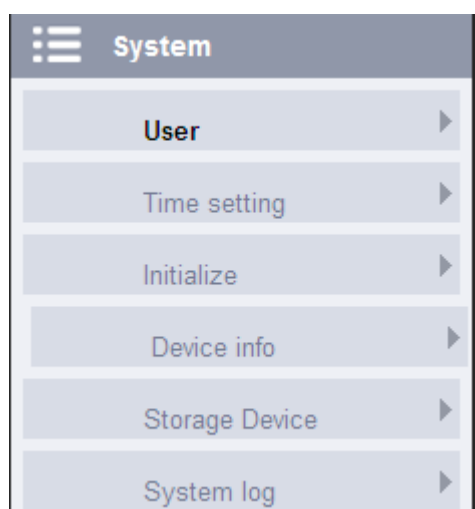 System
User
Time setting
Initialize
Device info
Storage Device
System log